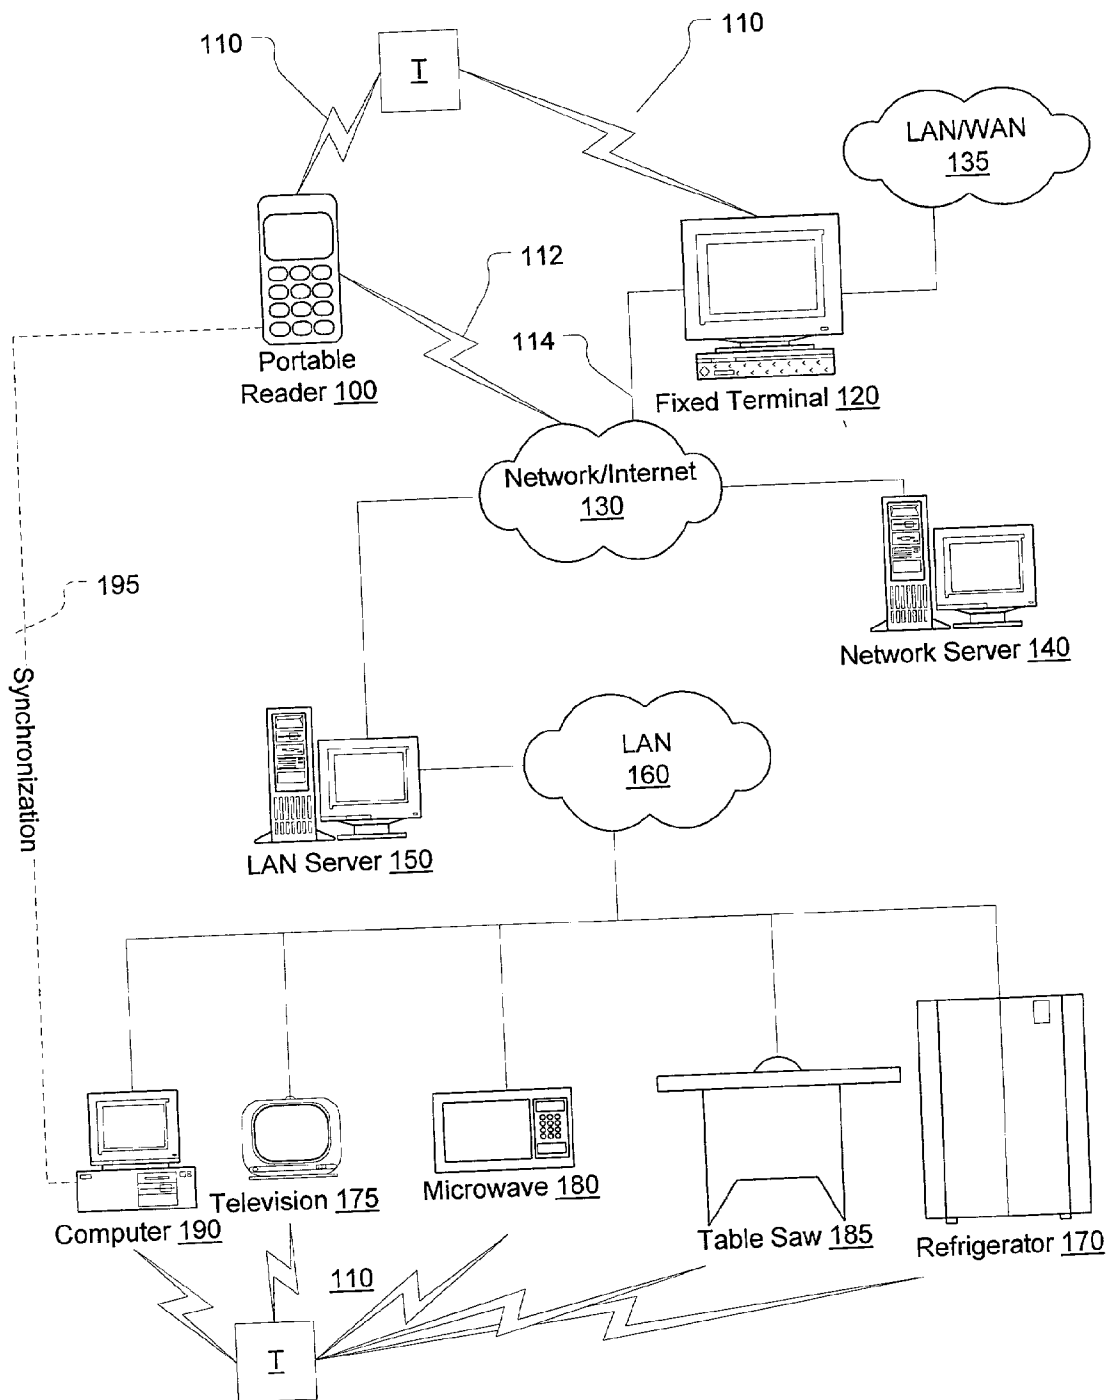 110
T
110
LAN/WAN
135
112
114
Portable
Reader 100
Fixed Terminal 120
Network/Internet
130
195
Synchronization
Network Server 140
LAN
160
LAN Server 150
Computer 190
Television 175
Microwave 180
Table Saw 185
Refrigerator 170
110
T